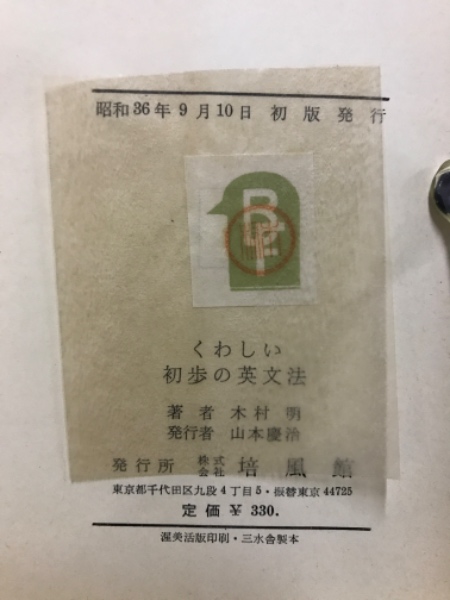 昭和36年9月10日 初版発行
くわしい
初歩の英文法
著者 木村明
発行者 山本慶治
発行所 株式会社 培風館
東京都千代田区九段4丁目5・振替東京44725
定価¥330.
渥美活版印刷・三水舎製本